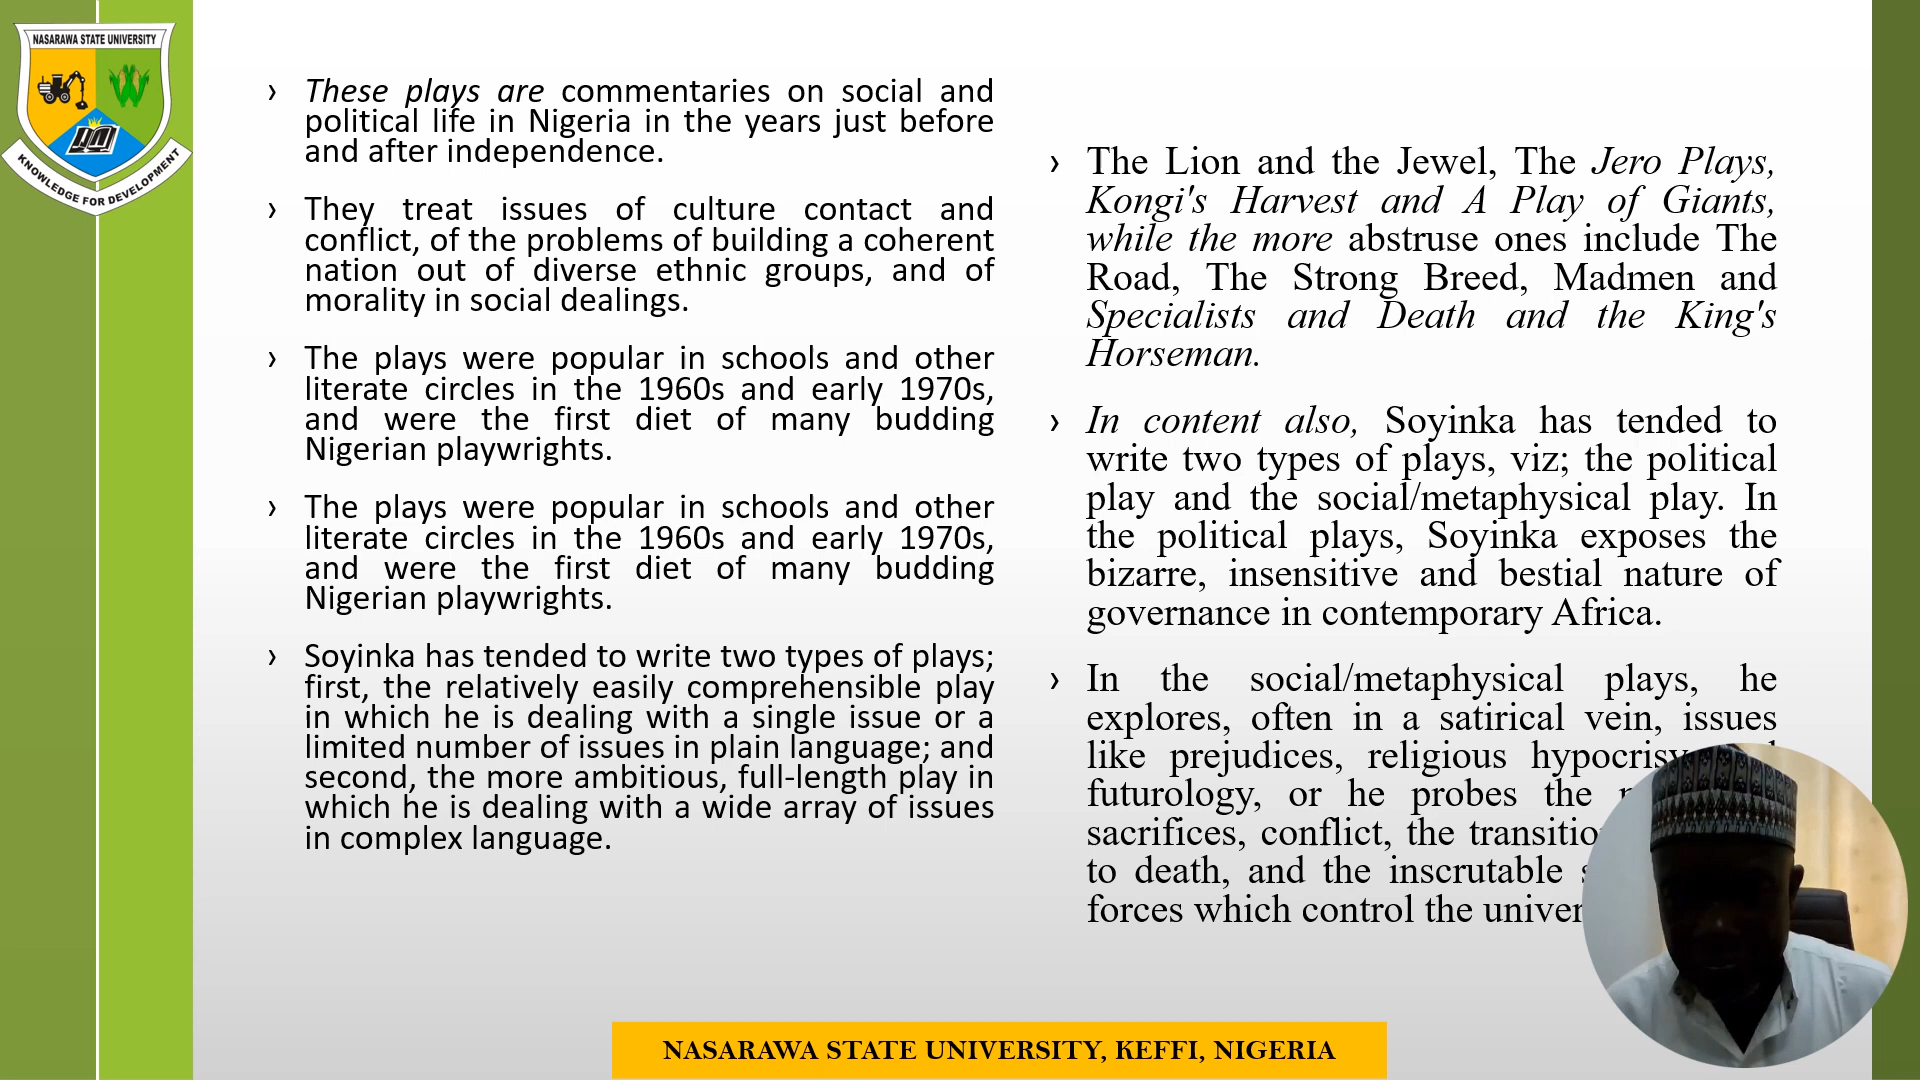 NASARAWA STATE UNIVERSITY
KNOWLEDGE FOR DEVELOPMENT
› These plays are commentaries on social and
political life in Nigeria in the years just before
and after independence.
› They treat issues of culture contact and
conflict, of the problems of building a coherent
nation out of diverse ethnic groups, and of
morality in social dealings.
› The plays were popular in schools and other
literate circles in the 1960s and early 1970s,
and were the first diet of many budding
Nigerian playwrights.
› The plays were popular in schools and other
literate circles in the 1960s and early 1970s,
and were the first diet of many budding
Nigerian playwrights.
› Soyinka has tended to write two types of plays;
first, the relatively easily comprehensible play
in which he is dealing with a single issue or a
limited number of issues in plain language; and
second, the more ambitious, full-length play in
which he is dealing with a wide array of issues
in complex language.
› The Lion and the Jewel, The Jero Plays,
Kongi's Harvest and A Play of Giants,
while the more abstruse ones include The
Road, The Strong Breed, Madmen and
Specialists and Death and the King's
Horseman.
› In content also, Soyinka has tended to
write two types of plays, viz; the political
play and the social/metaphysical play. In
the political plays, Soyinka exposes the
bizarre, insensitive and bestial nature of
governance in contemporary Africa.
› In the social/metaphysical plays, he
explores, often in a satirical vein, issues
like prejudices, religious hypocrisy
futurology, or he probes the
sacrifices, conflict, the
to death, and the inscrutable
forces which control the
NASARAWA STATE UNIVERSITY, KEFFI, NIGERIA